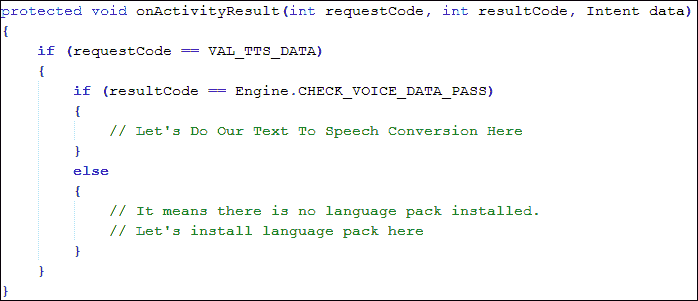 protected void onActivityResult(int requestCode, int resultCode, Intent data)
{
    if (requestCode == VAL_TTS_DATA)
    {
        if (resultCode == Engine.CHECK_VOICE_DATA_PASS)
        {
            // Let's Do Our Text To Speech Conversion Here
        }
        else
        {
            // It means there is no language pack installed.
            // Let's install language pack here
        }
    }
}